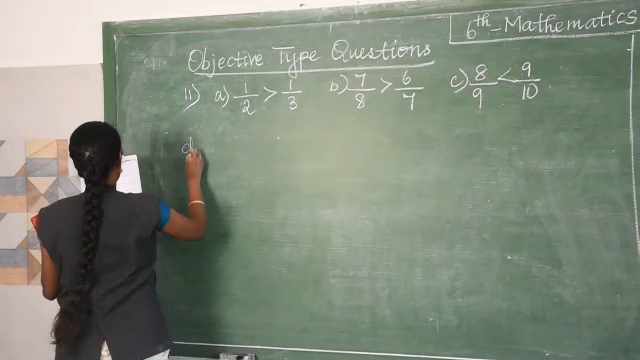 6th - Mathematics
Objective Type Questions
11) a) 1/2 > 1/3 b) 7/8 > 6/7 c) 8/9 < 9/10
d